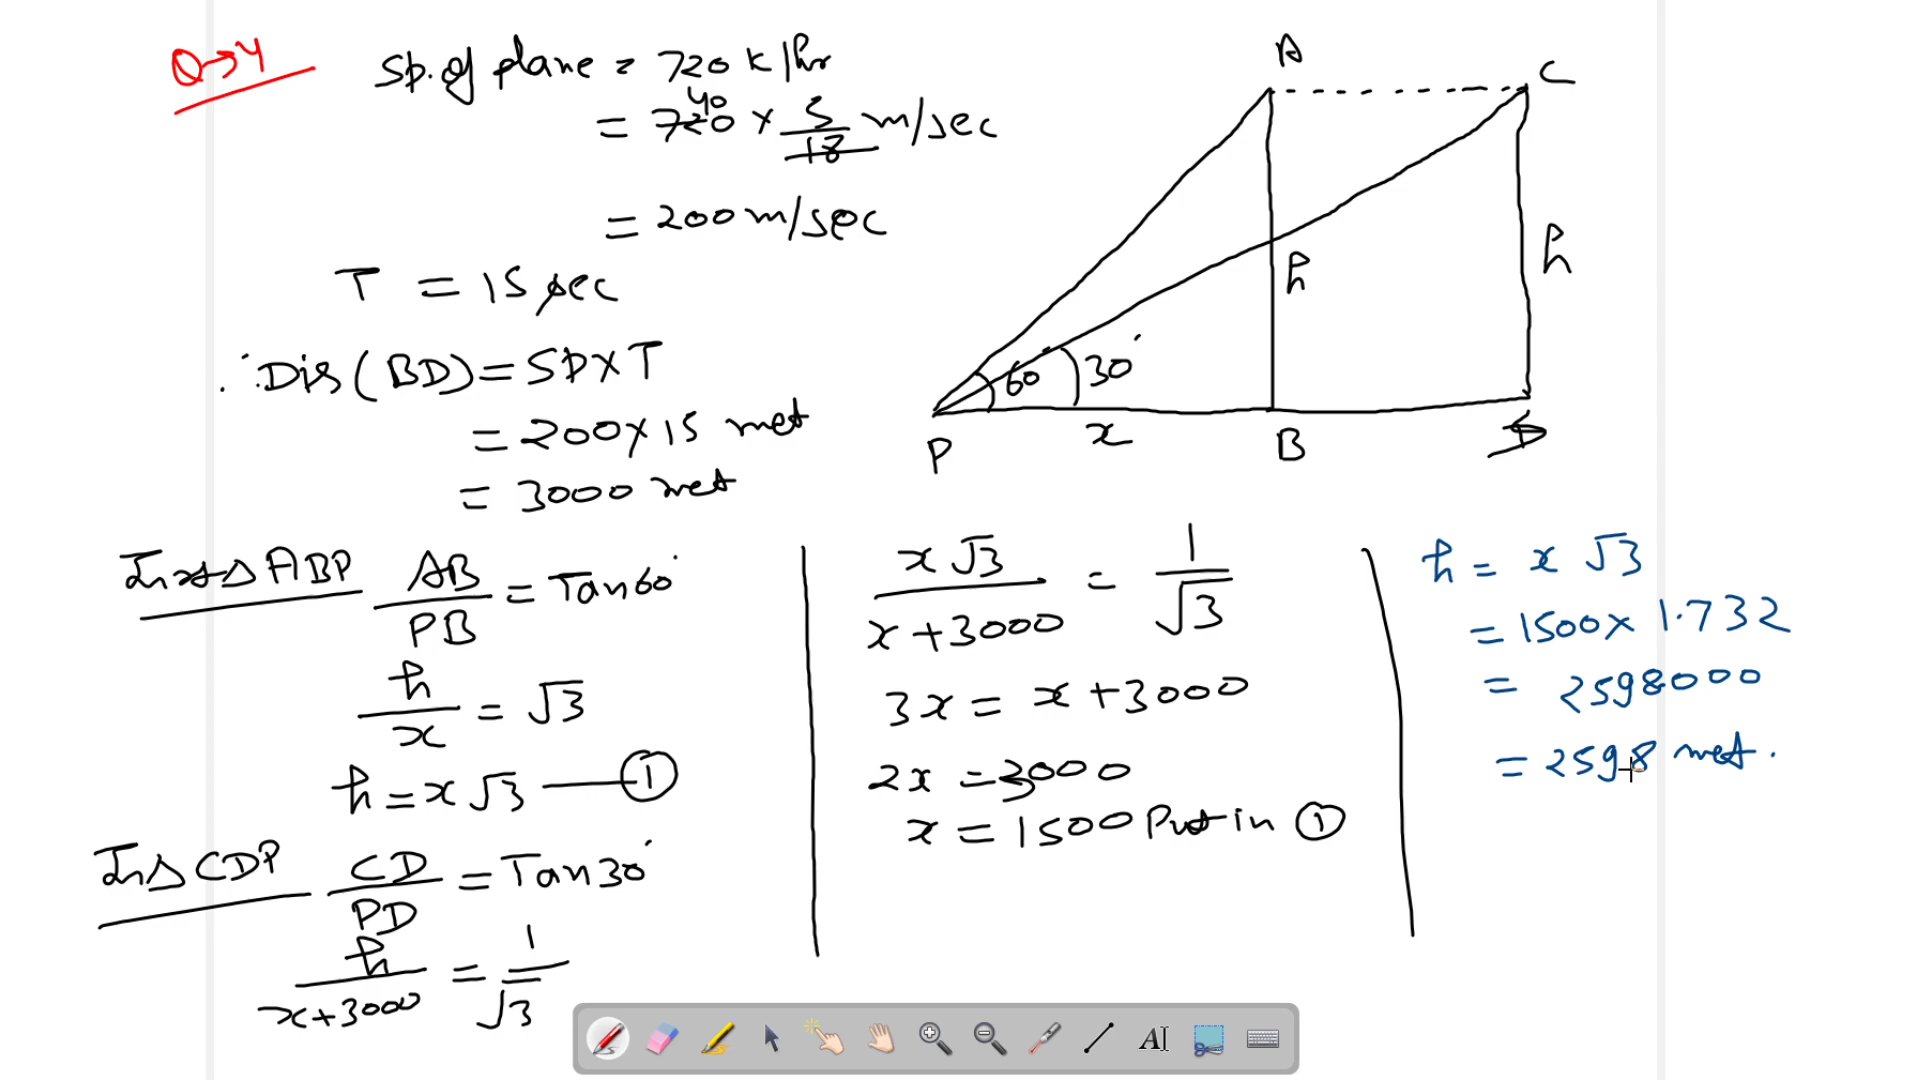 Q→4
Sp. of plane = 720 k/hr
= 720 40 × 5/18 m/sec
= 200 m/sec
T = 15 sec
∴ Dis (BD) = SP × T
= 200 × 15 met
= 3000 met
A
C
h
h
60
30°
P
x
B
D
In rt △ ABP AB/PB = Tan 60°
h/x = √3
h = x √3 —— ①
In △ CDP CD/PD = Tan 30°
h/x+3000 = 1/√3
x √3/x+3000 = 1/√3
3x = x + 3000
2x = 3000
x = 1500 Put in ①
h = x √3
= 1500 × 1.732
= 2598000
= 2598 met.
AI